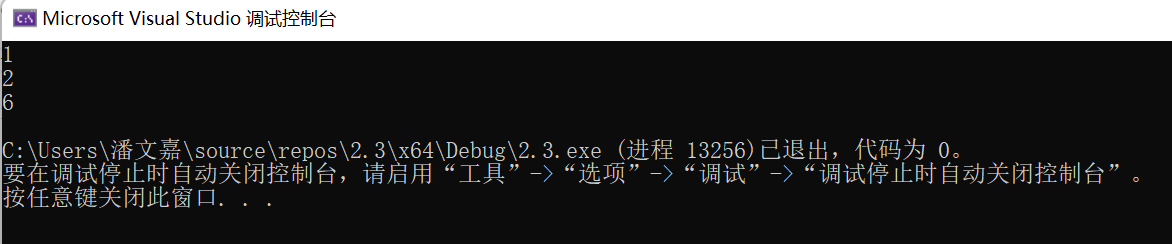 Microsoft Visual Studio 调试控制台
1
2
6
C:\Users\潘文嘉\source\repos\2.3\x64\Debug\2.3.exe (进程 13256)已退出，代码为 0。
要在调试停止时自动关闭控制台，请启用“工具”->“选项”->“调试”->“调试停止时自动关闭控制台”。
按任意键关闭此窗口. . .